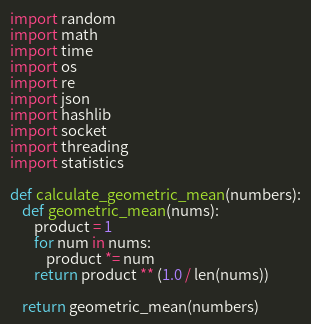 import random
import math
import time
import os
import re
import json
import hashlib
import socket
import threading
import statistics

def calculate_geometric_mean(numbers):
    def geometric_mean(nums):
        product = 1
        for num in nums:
            product *= num
        return product ** (1.0 / len(nums))

    return geometric_mean(numbers)